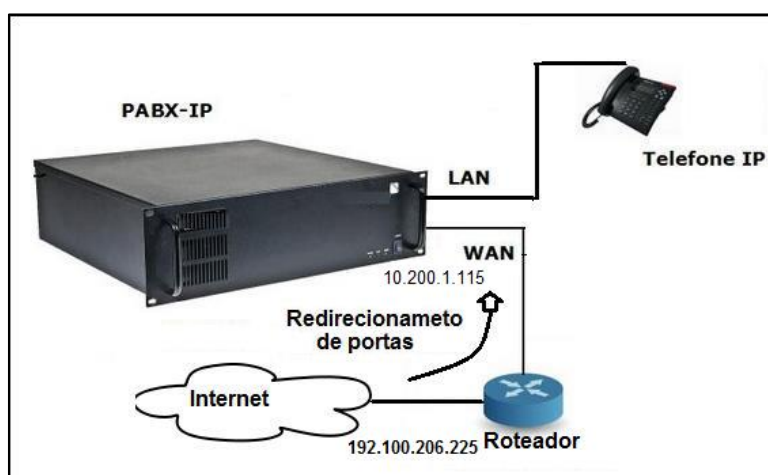 PABX-IP
Telefone IP
LAN
WAN
10.200.1.115
Redirecionameto
de portas
Internet
192.100.206.225
Roteador